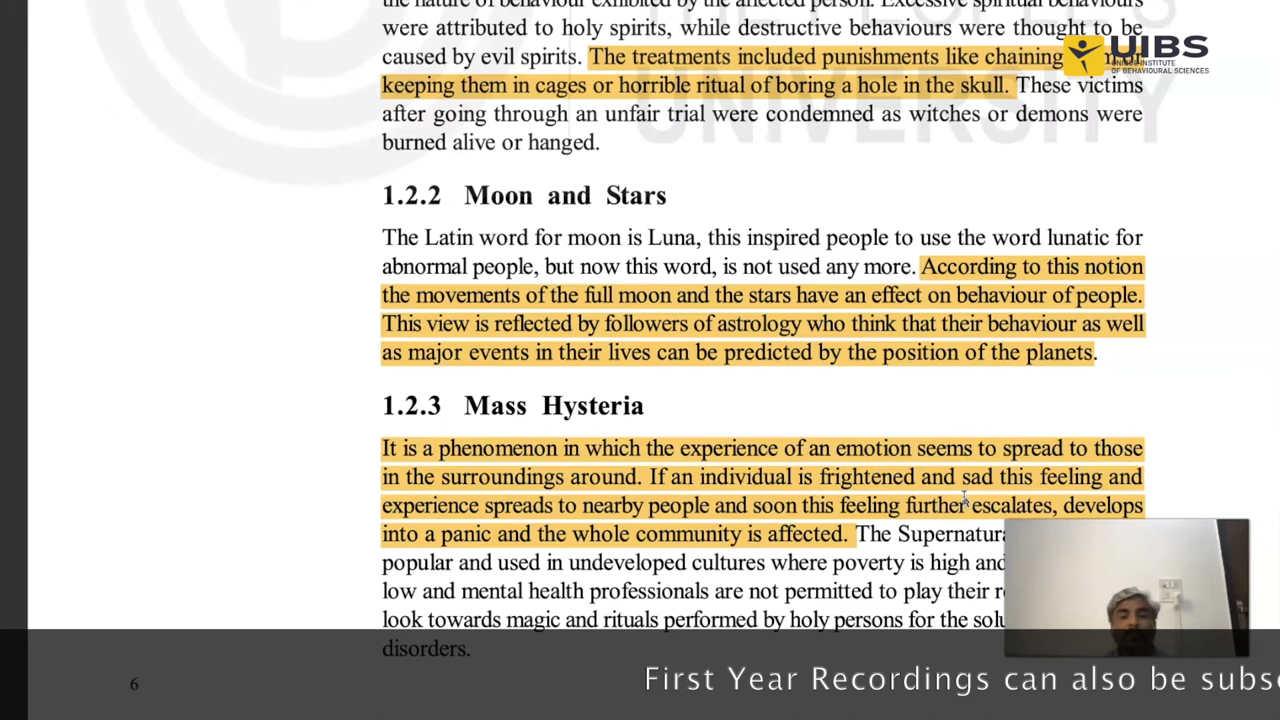 the nature of behaviour exhibited by the affected person. Excessive spiritual behaviours
were attributed to holy spirits, while destructive behaviours were thought to be
caused by evil spirits. The treatments included punishments like chaining
keeping them in cages or horrible ritual of boring a hole in the skull. These victims
after going through an unfair trial were condemned as witches or demons were
burned alive or hanged.
UIBS
UNIQUE INSTITUTE
OF BEHAVIOURAL SCIENCES
UNIVERSITY
1.2.2 Moon and Stars
The Latin word for moon is Luna, this inspired people to use the word lunatic for
abnormal people, but now this word, is not used any more. According to this notion
the movements of the full moon and the stars have an effect on behaviour of people.
This view is reflected by followers of astrology who think that their behaviour as well
as major events in their lives can be predicted by the position of the planets.
1.2.3 Mass Hysteria
It is a phenomenon in which the experience of an emotion seems to spread to those
in the surroundings around. If an individual is frightened and sad this feeling and
experience spreads to nearby people and soon this feeling further escalates, develops
into a panic and the whole community is affected. The Supernatura
popular and used in undeveloped cultures where poverty is high and
low and mental health professionals are not permitted to play their r
look towards magic and rituals performed by holy persons for the solu
disorders.
6
First Year Recordings can also be subs